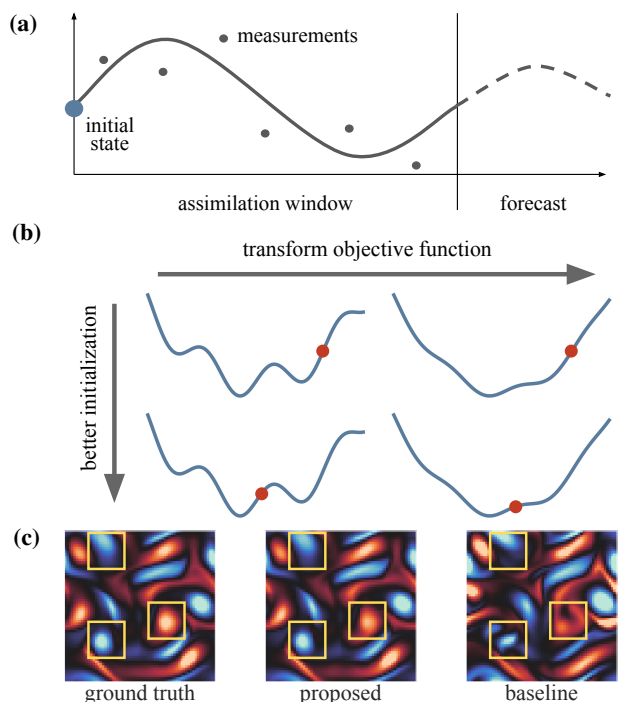 (a)
measurements
initial
state
assimilation window
forecast
(b)
transform objective function
better initialization
(c)
ground truth
proposed
baseline